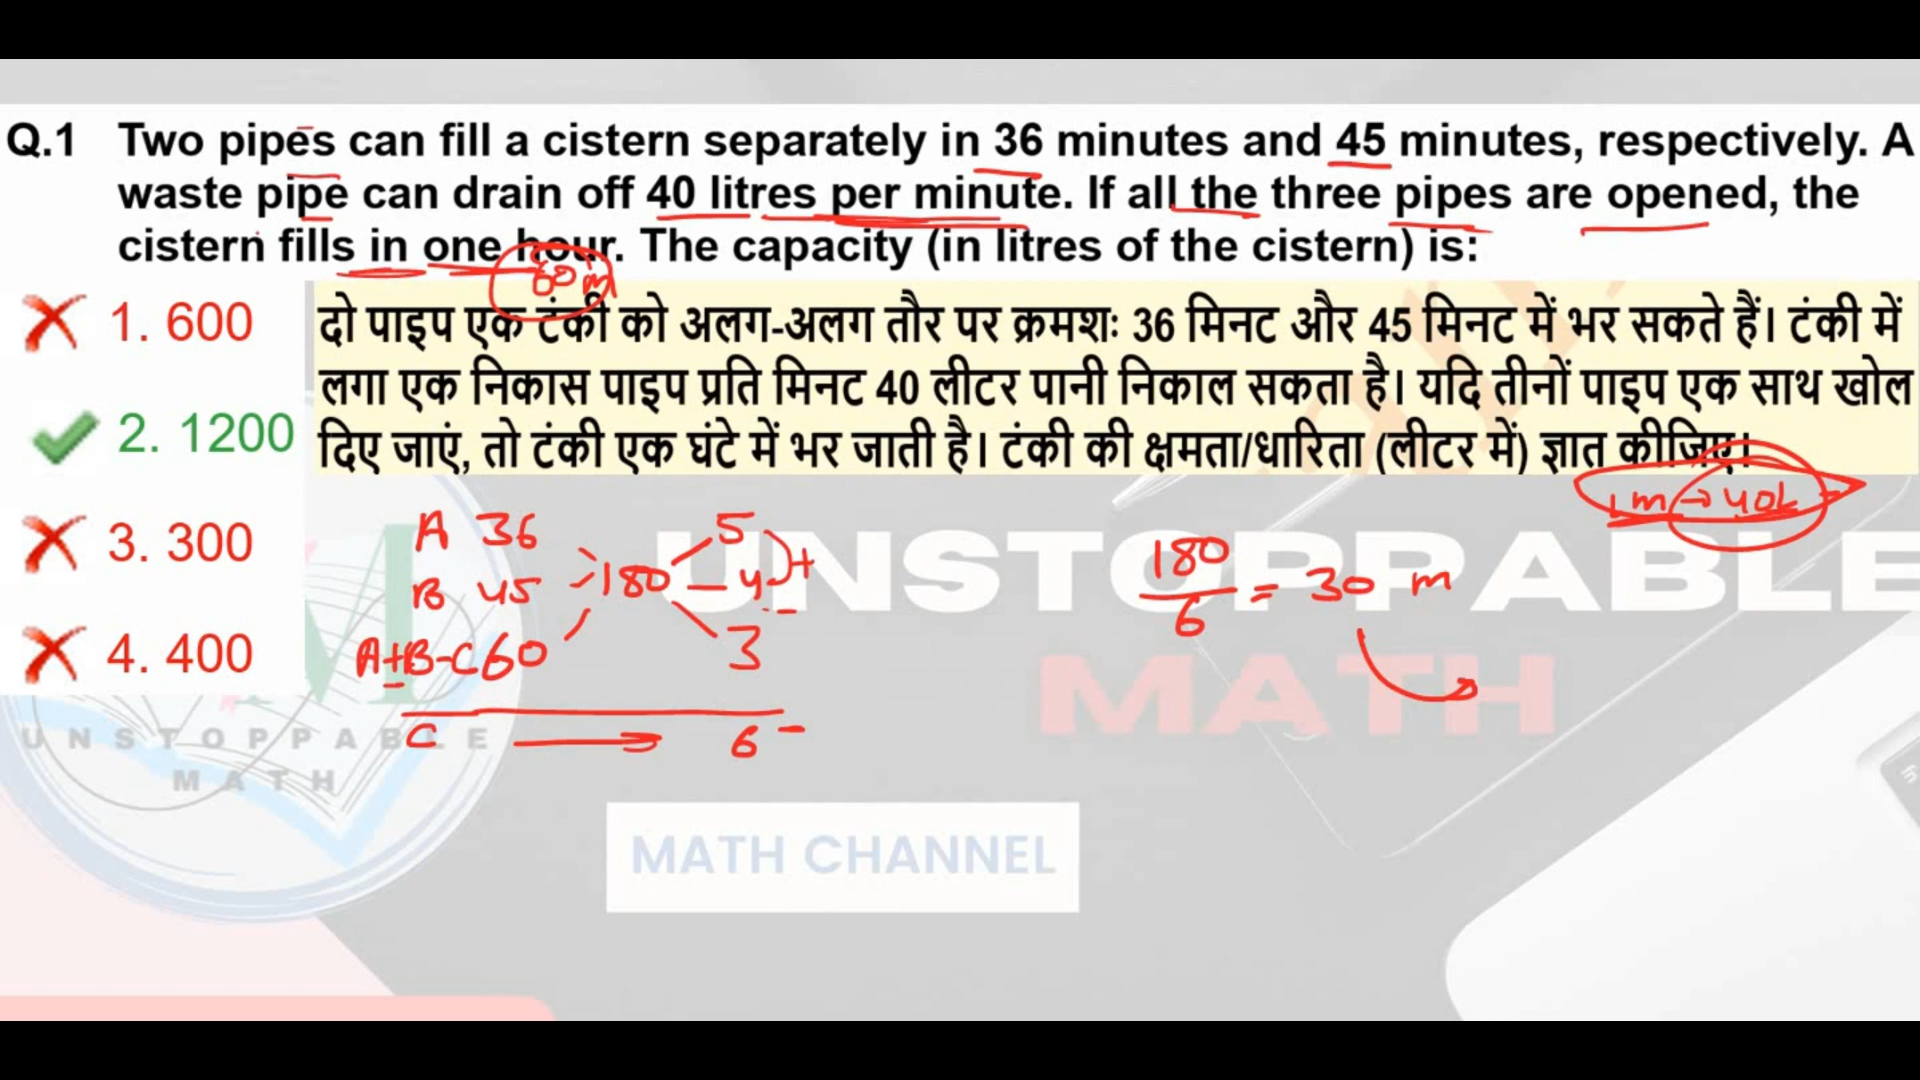 Q.1 Two pipes can fill a cistern separately in 36 minutes and 45 minutes, respectively. A
waste pipe can drain off 40 litres per minute. If all the three pipes are opened, the
cistern fills in one hour. The capacity (in litres of the cistern) is:
60 m
1. 600
2. 1200
3. 300
4. 400
दो पाइप एक टंकी को अलग-अलग तौर पर क्रमशः 36 मिनट और 45 मिनट में भर सकते हैं। टंकी में
लगा एक निकास पाइप प्रति मिनट 40 लीटर पानी निकाल सकता है। यदि तीनों पाइप एक साथ खोल
दिए जाएं, तो टंकी एक घंटे में भर जाती है। टंकी की क्षमता/धारिता (लीटर में) ज्ञात कीजिए।
1m → 40L
A 36
B 45
A+B-C 60
180
5
4
3
+
C → 6 -
180/6 = 30 m
UNSTOPPABLE
MATH
UNSTOPPABLE
MATH
MATH CHANNEL